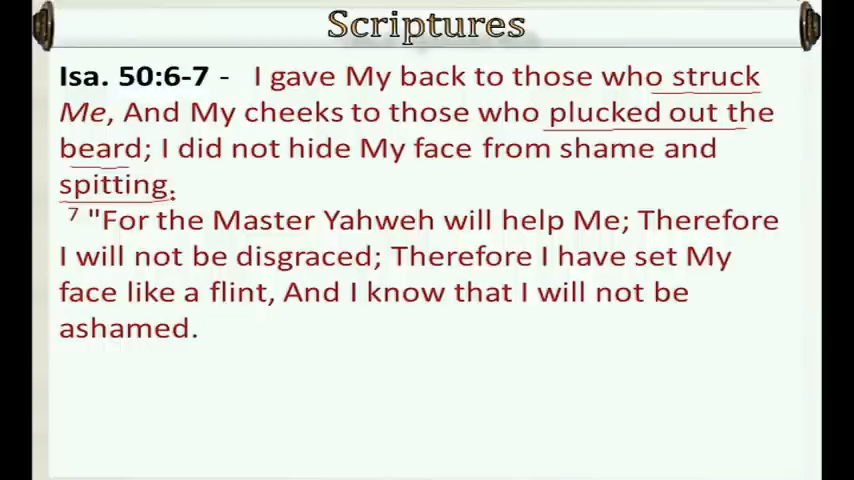 Scriptures
Isa. 50:6-7 - I gave My back to those who struck
Me, And My cheeks to those who plucked out the
beard; I did not hide My face from shame and
spitting.
7 "For the Master Yahweh will help Me; Therefore
I will not be disgraced; Therefore I have set My
face like a flint, And I know that I will not be
ashamed.